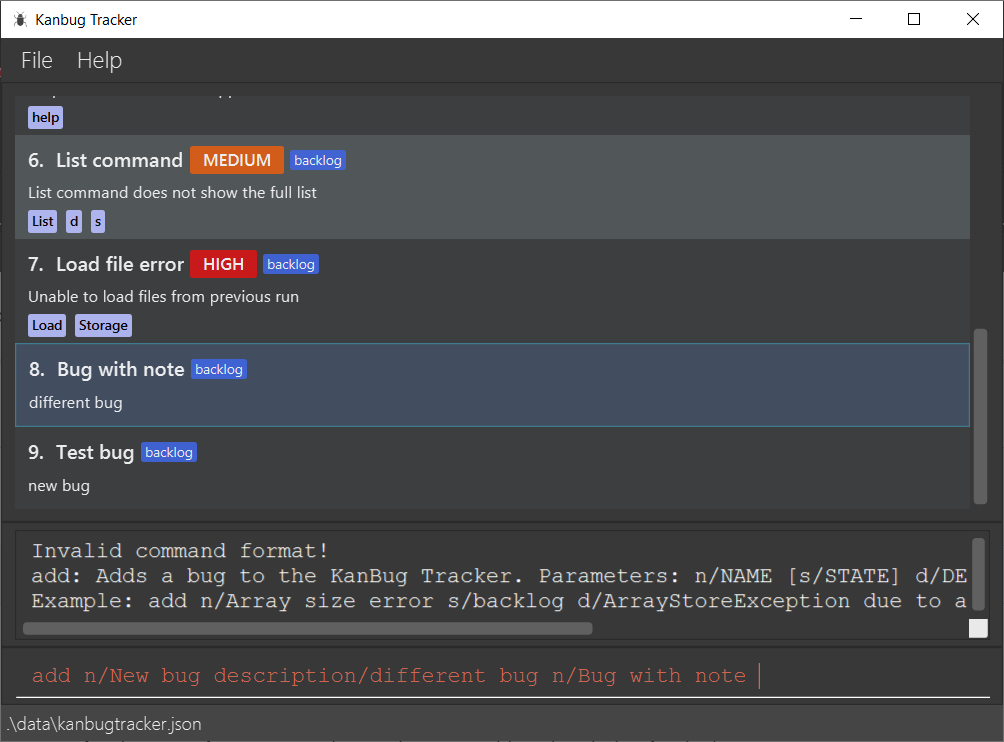 Kanbug Tracker
File Help
help
6. List command MEDIUM backlog
List command does not show the full list
List d s
7. Load file error HIGH backlog
Unable to load files from previous run
Load Storage
8. Bug with note backlog
different bug
9. Test bug backlog
new bug
Invalid command format!
add: Adds a bug to the KanBug Tracker. Parameters: n/NAME [s/STATE] d/DE
Example: add n/Array size error s/backlog d/ArrayStoreException due to a
add n/New bug description/different bug n/Bug with note
.\data\kanbugtracker.json